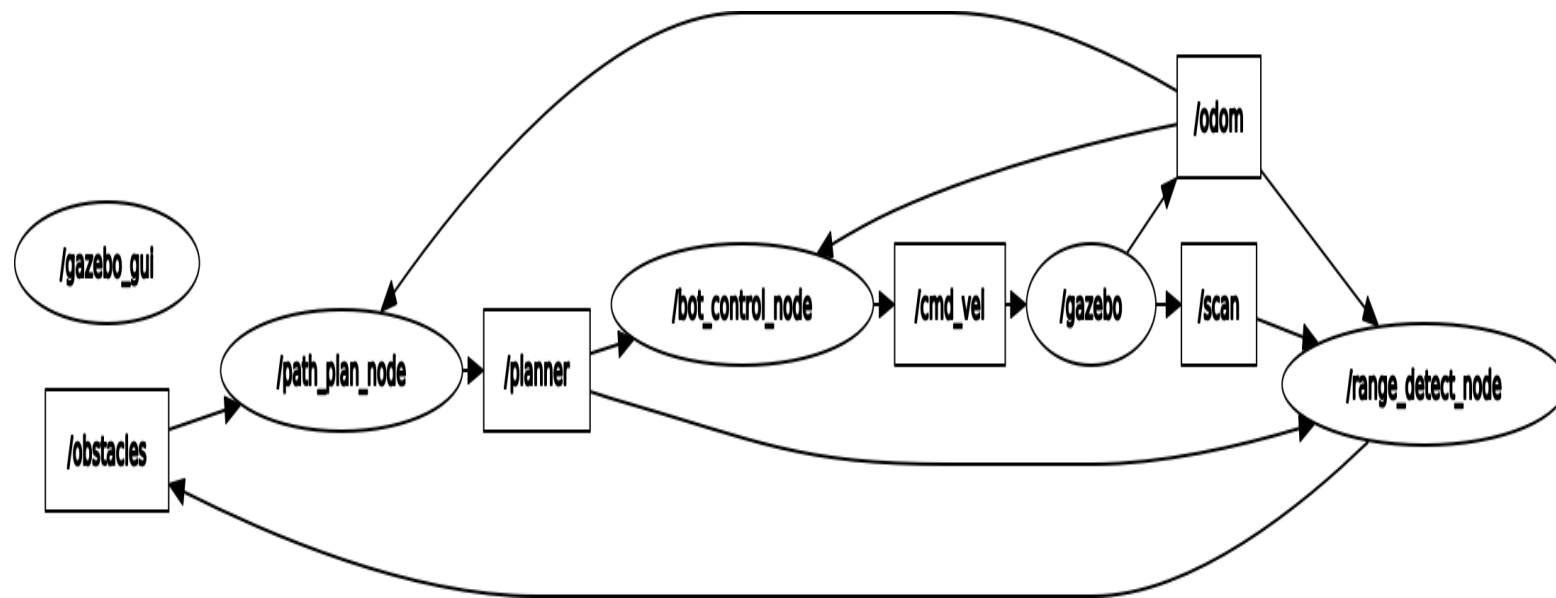 /odom
/gazebo_gui
/bot_control_node
/cmd_vel
/gazebo
/scan
/path_plan_node
/planner
/range_detect_node
/obstacles